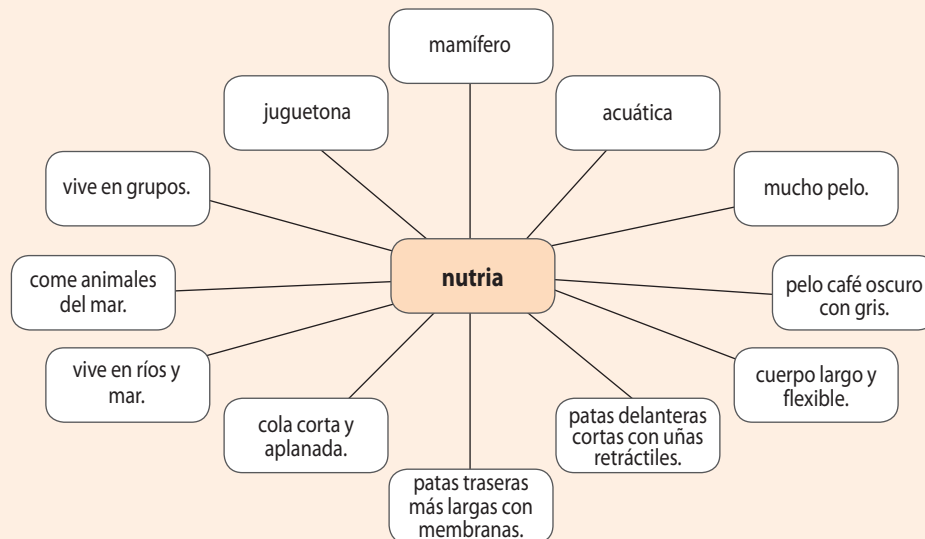 mamífero
juguetona
acuática
vive en grupos.
mucho pelo.
nutria
come animales
del mar.
pelo café oscuro
con gris.
vive en ríos y
mar.
cuerpo largo y
flexible.
cola corta y
aplanada.
patas delanteras
cortas con uñas
retráctiles.
patas traseras
más largas con
membranas.